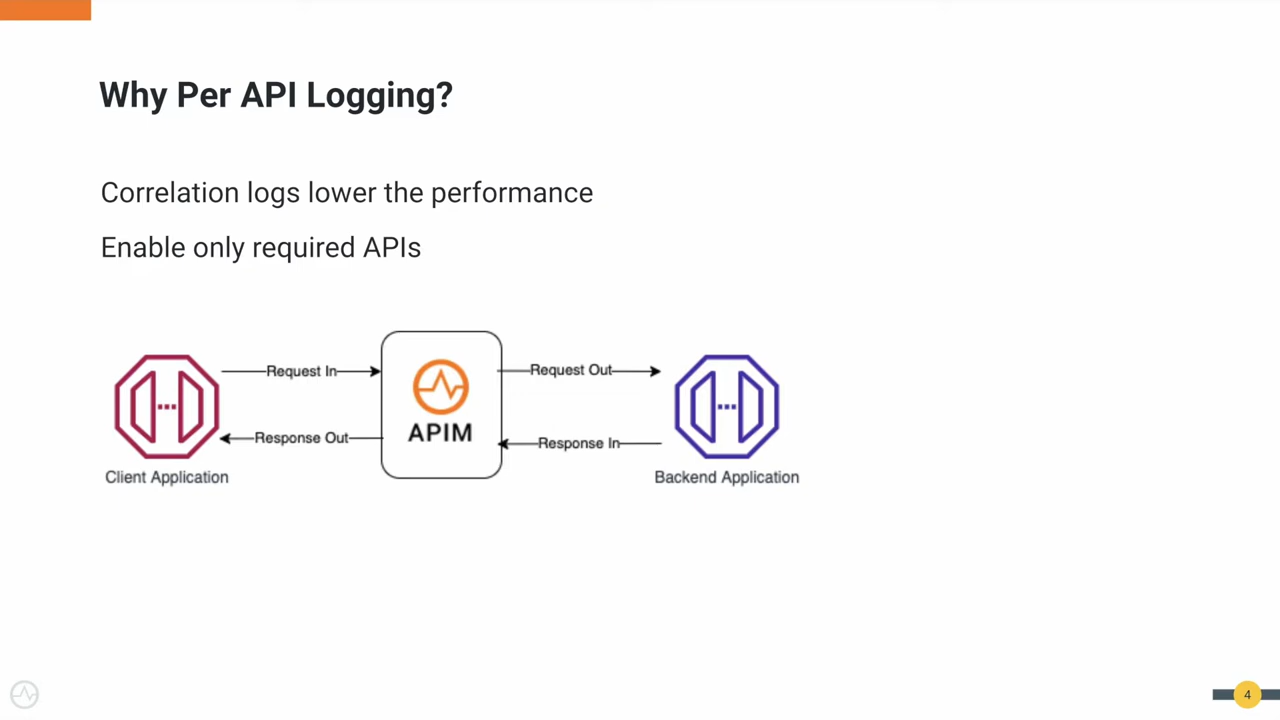 Why Per API Logging?
Correlation logs lower the performance
Enable only required APIs
Request In
Request Out
APIM
Response Out
Response In
Client Application
Backend Application
4